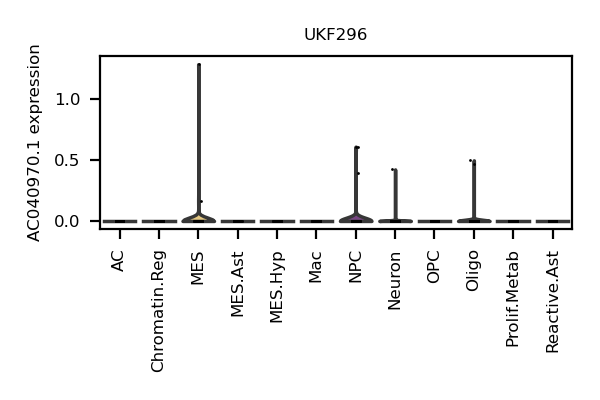 UKF296
AC040970.1 expression
1.0
0.5
0.0
AC
Chromatin.Reg
MES
MES.Ast
MES.Hyp
Mac
NPC
Neuron
OPC
Oligo
Prolif.Metab
Reactive.Ast